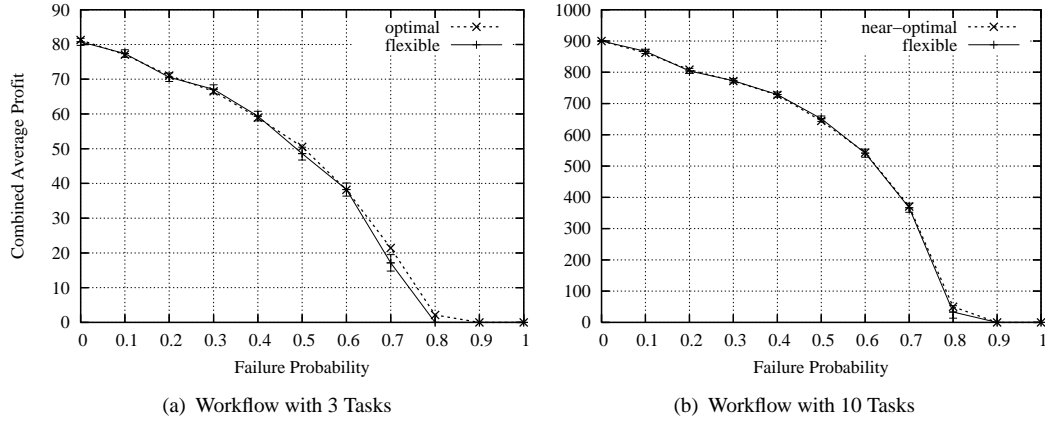 90
80
70
60
50
40
30
20
10
0
Combined Average Profit
optimal
flexible
0 0.1 0.2 0.3 0.4 0.5 0.6 0.7 0.8 0.9 1
Failure Probability
(a) Workflow with 3 Tasks
1000
900
800
700
600
500
400
300
200
100
0
near−optimal
flexible
0 0.1 0.2 0.3 0.4 0.5 0.6 0.7 0.8 0.9 1
Failure Probability
(b) Workflow with 10 Tasks